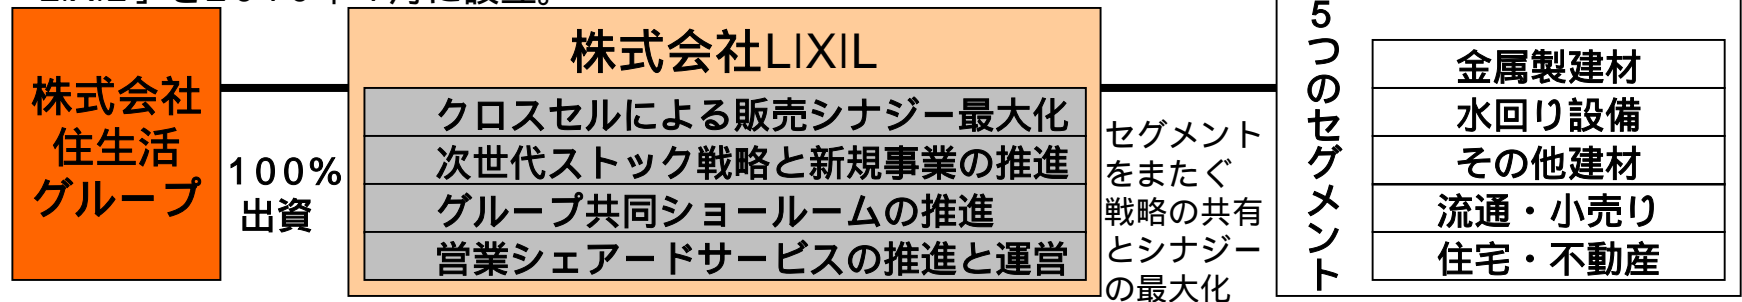 株式会社
住生活
グループ
100%
出資
株式会社LIXIL
クロスセルによる販売シナジー最大化
次世代ストック戦略と新規事業の推進
グループ共同ショールームの推進
営業シェアードサービスの推進と運営
セグメント
をまたぐ
戦略の共有
とシナジー
の最大化
5つのセグメント
金属製建材
水回り設備
その他建材
流通・小売り
住宅・不動産